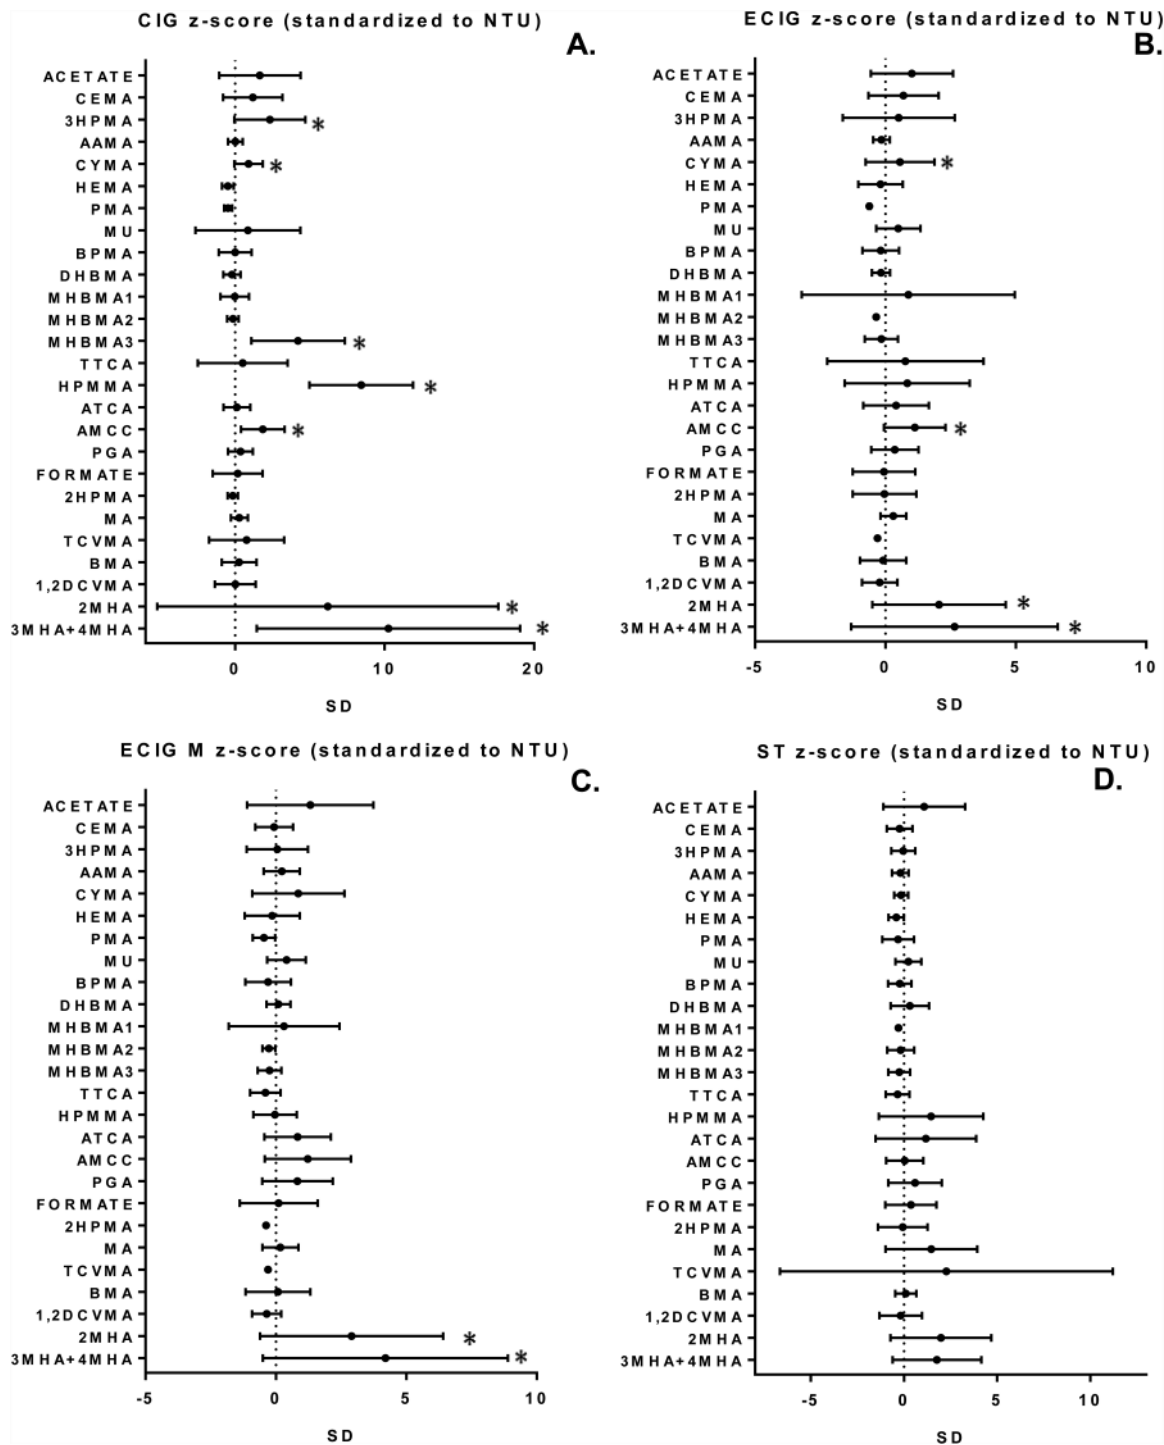 CIG z-score (standardized to NTU)
A.
ACETATE
CEMA
3HPMA
*
AAMA
CYMA
*
HEMA
PMA
MU
BPMA
DHBMA
MHBMA1
MHBMA2
MHBMA3
*
TTCA
HPMMA
*
ATCA
AMCC
*
PGA
FORMATE
2HPMA
MA
TCVMA
BMA
1,2DCVMA
2MHA
*
3MHA+4MHA
*
0 10 20
SD
ECIG z-score (standardized to NTU)
B.
ACETATE
CEMA
3HPMA
AAMA
CYMA
*
HEMA
PMA
MU
BPMA
DHBMA
MHBMA1
MHBMA2
MHBMA3
TTCA
HPMMA
ATCA
AMCC
*
PGA
FORMATE
2HPMA
MA
TCVMA
BMA
1,2DCVMA
2MHA
*
3MHA+4MHA
*
-5 0 5 10
SD
ECIG M z-score (standardized to NTU)
C.
ACETATE
CEMA
3HPMA
AAMA
CYMA
HEMA
PMA
MU
BPMA
DHBMA
MHBMA1
MHBMA2
MHBMA3
TTCA
HPMMA
ATCA
AMCC
PGA
FORMATE
2HPMA
MA
TCVMA
BMA
1,2DCVMA
2MHA
*
3MHA+4MHA
*
-5 0 5 10
SD
ST z-score (standardized to NTU)
D.
ACETATE
CEMA
3HPMA
AAMA
CYMA
HEMA
PMA
MU
BPMA
DHBMA
MHBMA1
MHBMA2
MHBMA3
TTCA
HPMMA
ATCA
AMCC
PGA
FORMATE
2HPMA
MA
TCVMA
BMA
1,2DCVMA
2MHA
3MHA+4MHA
-5 0 5 10
SD